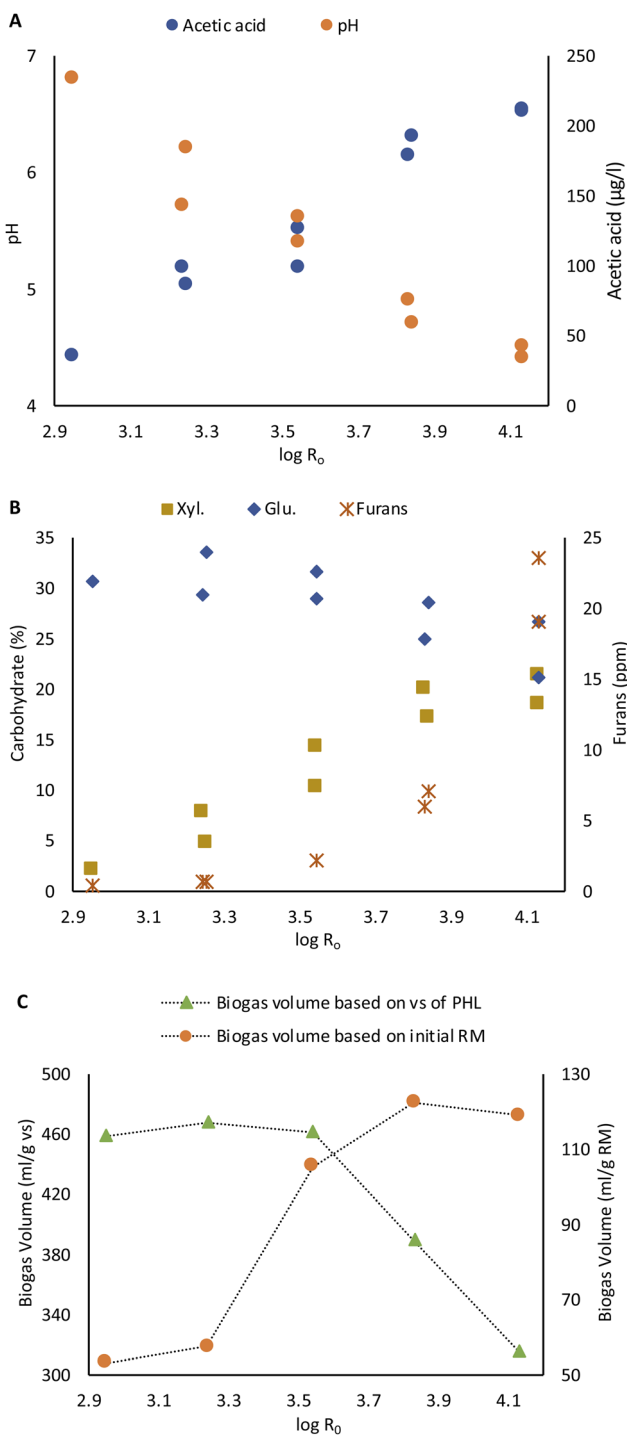 A
Acetic acid pH
7 250
6 200
150
5 100
50
4 0
2.9 3.1 3.3 3.5 3.7 3.9 4.1
pH
Acetic acid (µg/l)
log Ro
B
Xyl. Glu. Furans
35 25
30 20
25
20 15
15 10
10
5 5
0 0
2.9 3.1 3.3 3.5 3.7 3.9 4.1
Carbohydrate (%)
Furans (ppm)
log Ro
C
Biogas volume based on vs of PHL
Biogas volume based on initial RM
500 130
460 110
420 90
380
340 70
300 50
2.9 3.1 3.3 3.5 3.7 3.9 4.1
Biogas Volume (ml/g vs)
Biogas Volume (ml/g RM)
log R0